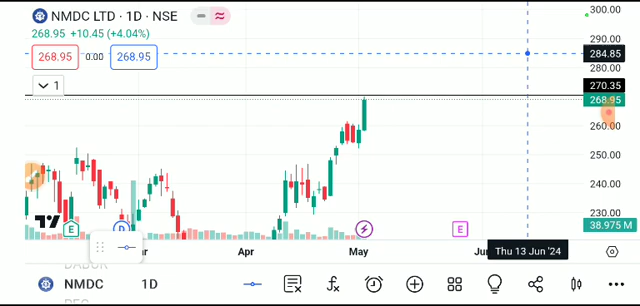 NMDC LTD · 1D · NSE
268.95 +10.45 (+4.04%)
268.95 0.00 268.95
1
300.00
290.00
284.85
280.00
270.35
268.95
260.00
250.00
240.00
230.00
38.975 M
E D E
Apr May Thu 13 Jun '24
NMDC 1D